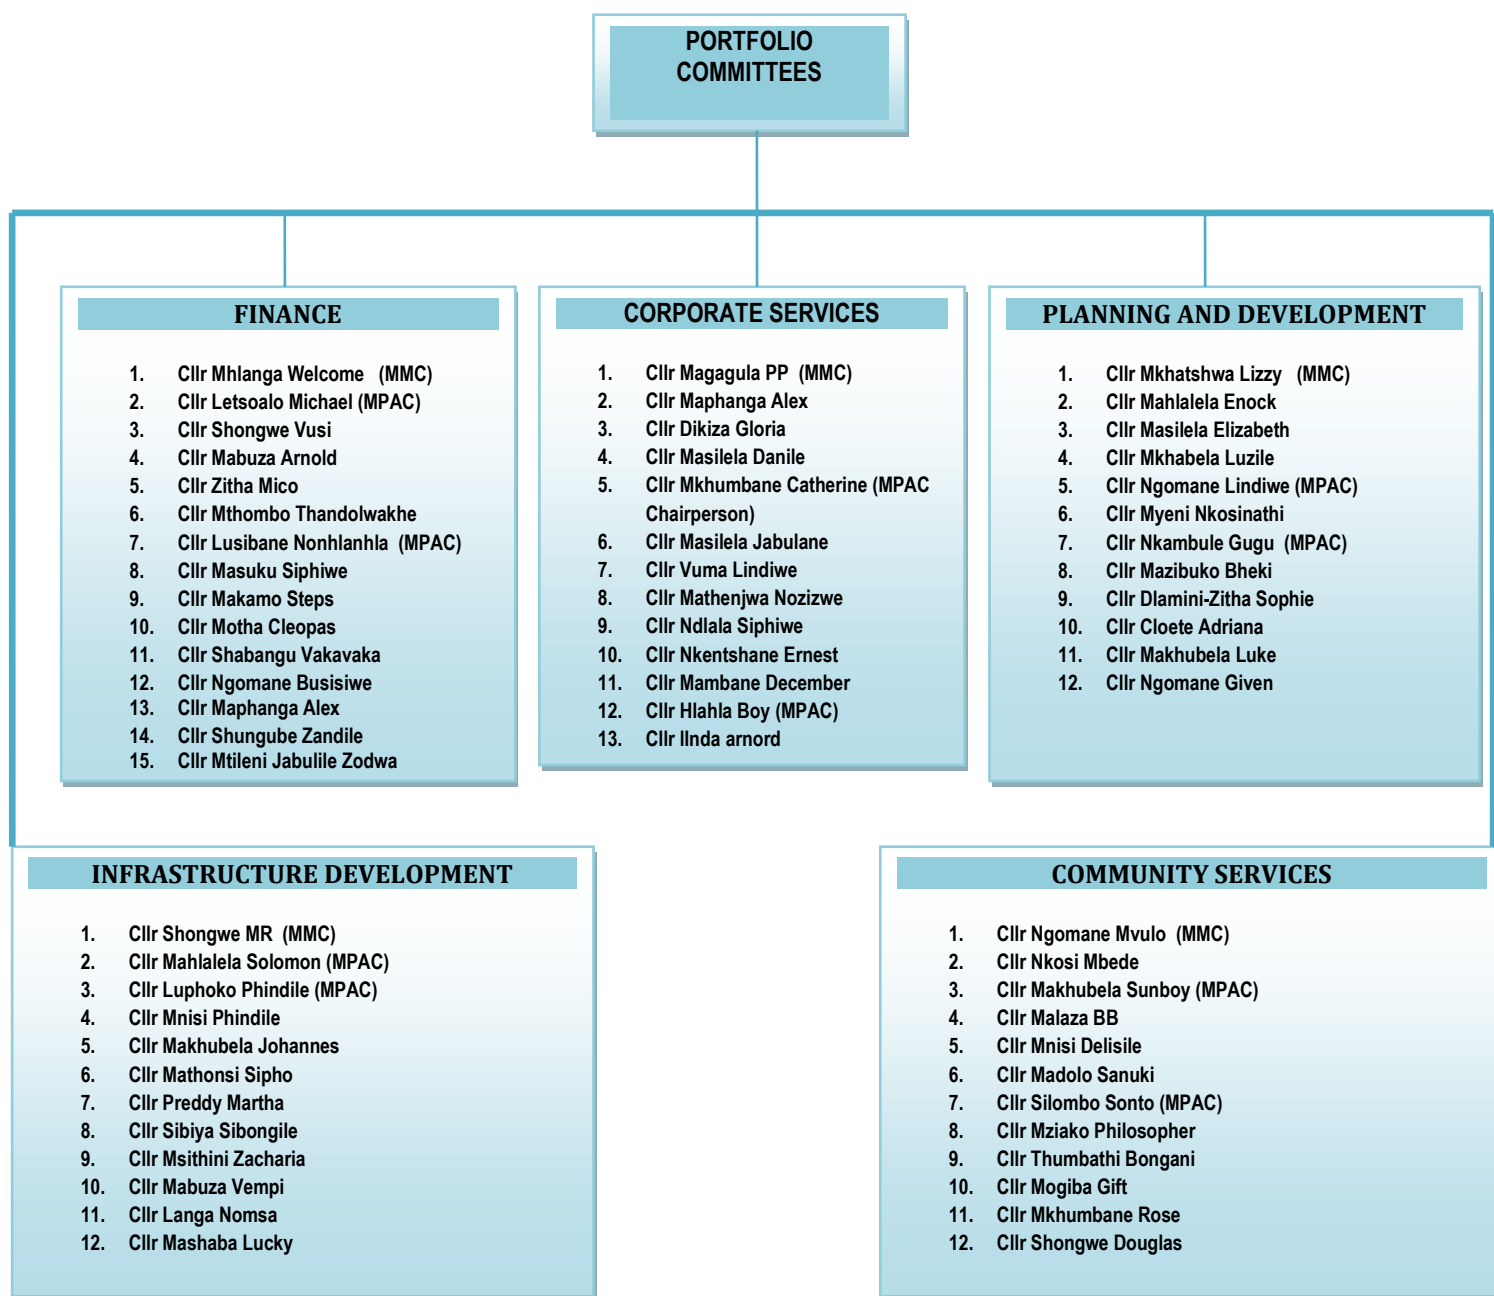 PORTFOLIO
COMMITTEES
FINANCE
1. Cllr Mhlanga Welcome (MMC)
2. Cllr Letsoalo Michael (MPAC)
3. Cllr Shongwe Vusi
4. Cllr Mabuza Arnold
5. Cllr Zitha Mico
6. Cllr Mthombo Thandolwakhe
7. Cllr Lusibane Nonhlanhla (MPAC)
8. Cllr Masuku Siphiwe
9. Cllr Makamo Steps
10. Cllr Motha Cleopas
11. Cllr Shabangu Vakavaka
12. Cllr Ngomane Busisiwe
13. Cllr Maphanga Alex
14. Cllr Shungube Zandile
15. Cllr Mtileni Jabulile Zodwa
CORPORATE SERVICES
1. Cllr Magagula PP (MMC)
2. Cllr Maphanga Alex
3. Cllr Dikiza Gloria
4. Cllr Masilela Danile
5. Cllr Mkhumbane Catherine (MPAC
Chairperson)
6. Cllr Masilela Jabulane
7. Cllr Vuma Lindiwe
8. Cllr Mathenjwa Nozizwe
9. Cllr Ndlala Siphiwe
10. Cllr Nkentshane Ernest
11. Cllr Mambane December
12. Cllr Hlahla Boy (MPAC)
13. Cllr lInda arnord
PLANNING AND DEVELOPMENT
1. Cllr Mkhatshwa Lizzy (MMC)
2. Cllr Mahlalela Enock
3. Cllr Masilela Elizabeth
4. Cllr Mkhabela Luzile
5. Cllr Ngomane Lindiwe (MPAC)
6. Cllr Myeni Nkosinathi
7. Cllr Nkambule Gugu (MPAC)
8. Cllr Mazibuko Bheki
9. Cllr Dlamini-Zitha Sophie
10. Cllr Cloete Adriana
11. Cllr Makhubela Luke
12. Cllr Ngomane Given
INFRASTRUCTURE DEVELOPMENT
1. Cllr Shongwe MR (MMC)
2. Cllr Mahlalela Solomon (MPAC)
3. Cllr Luphoko Phindile (MPAC)
4. Cllr Mnisi Phindile
5. Cllr Makhubela Johannes
6. Cllr Mathonsi Sipho
7. Cllr Preddy Martha
8. Cllr Sibiya Sibongile
9. Cllr Msithini Zacharia
10. Cllr Mabuza Vempi
11. Cllr Langa Nomsa
12. Cllr Mashaba Lucky
COMMUNITY SERVICES
1. Cllr Ngomane Mvulo (MMC)
2. Cllr Nkosi Mbede
3. Cllr Makhubela Sunboy (MPAC)
4. Cllr Malaza BB
5. Cllr Mnisi Delisile
6. Cllr Madolo Sanuki
7. Cllr Silombo Sonto (MPAC)
8. Cllr Mziako Philosopher
9. Cllr Thumbathi Bongani
10. Cllr Mogiba Gift
11. Cllr Mkhumbane Rose
12. Cllr Shongwe Douglas